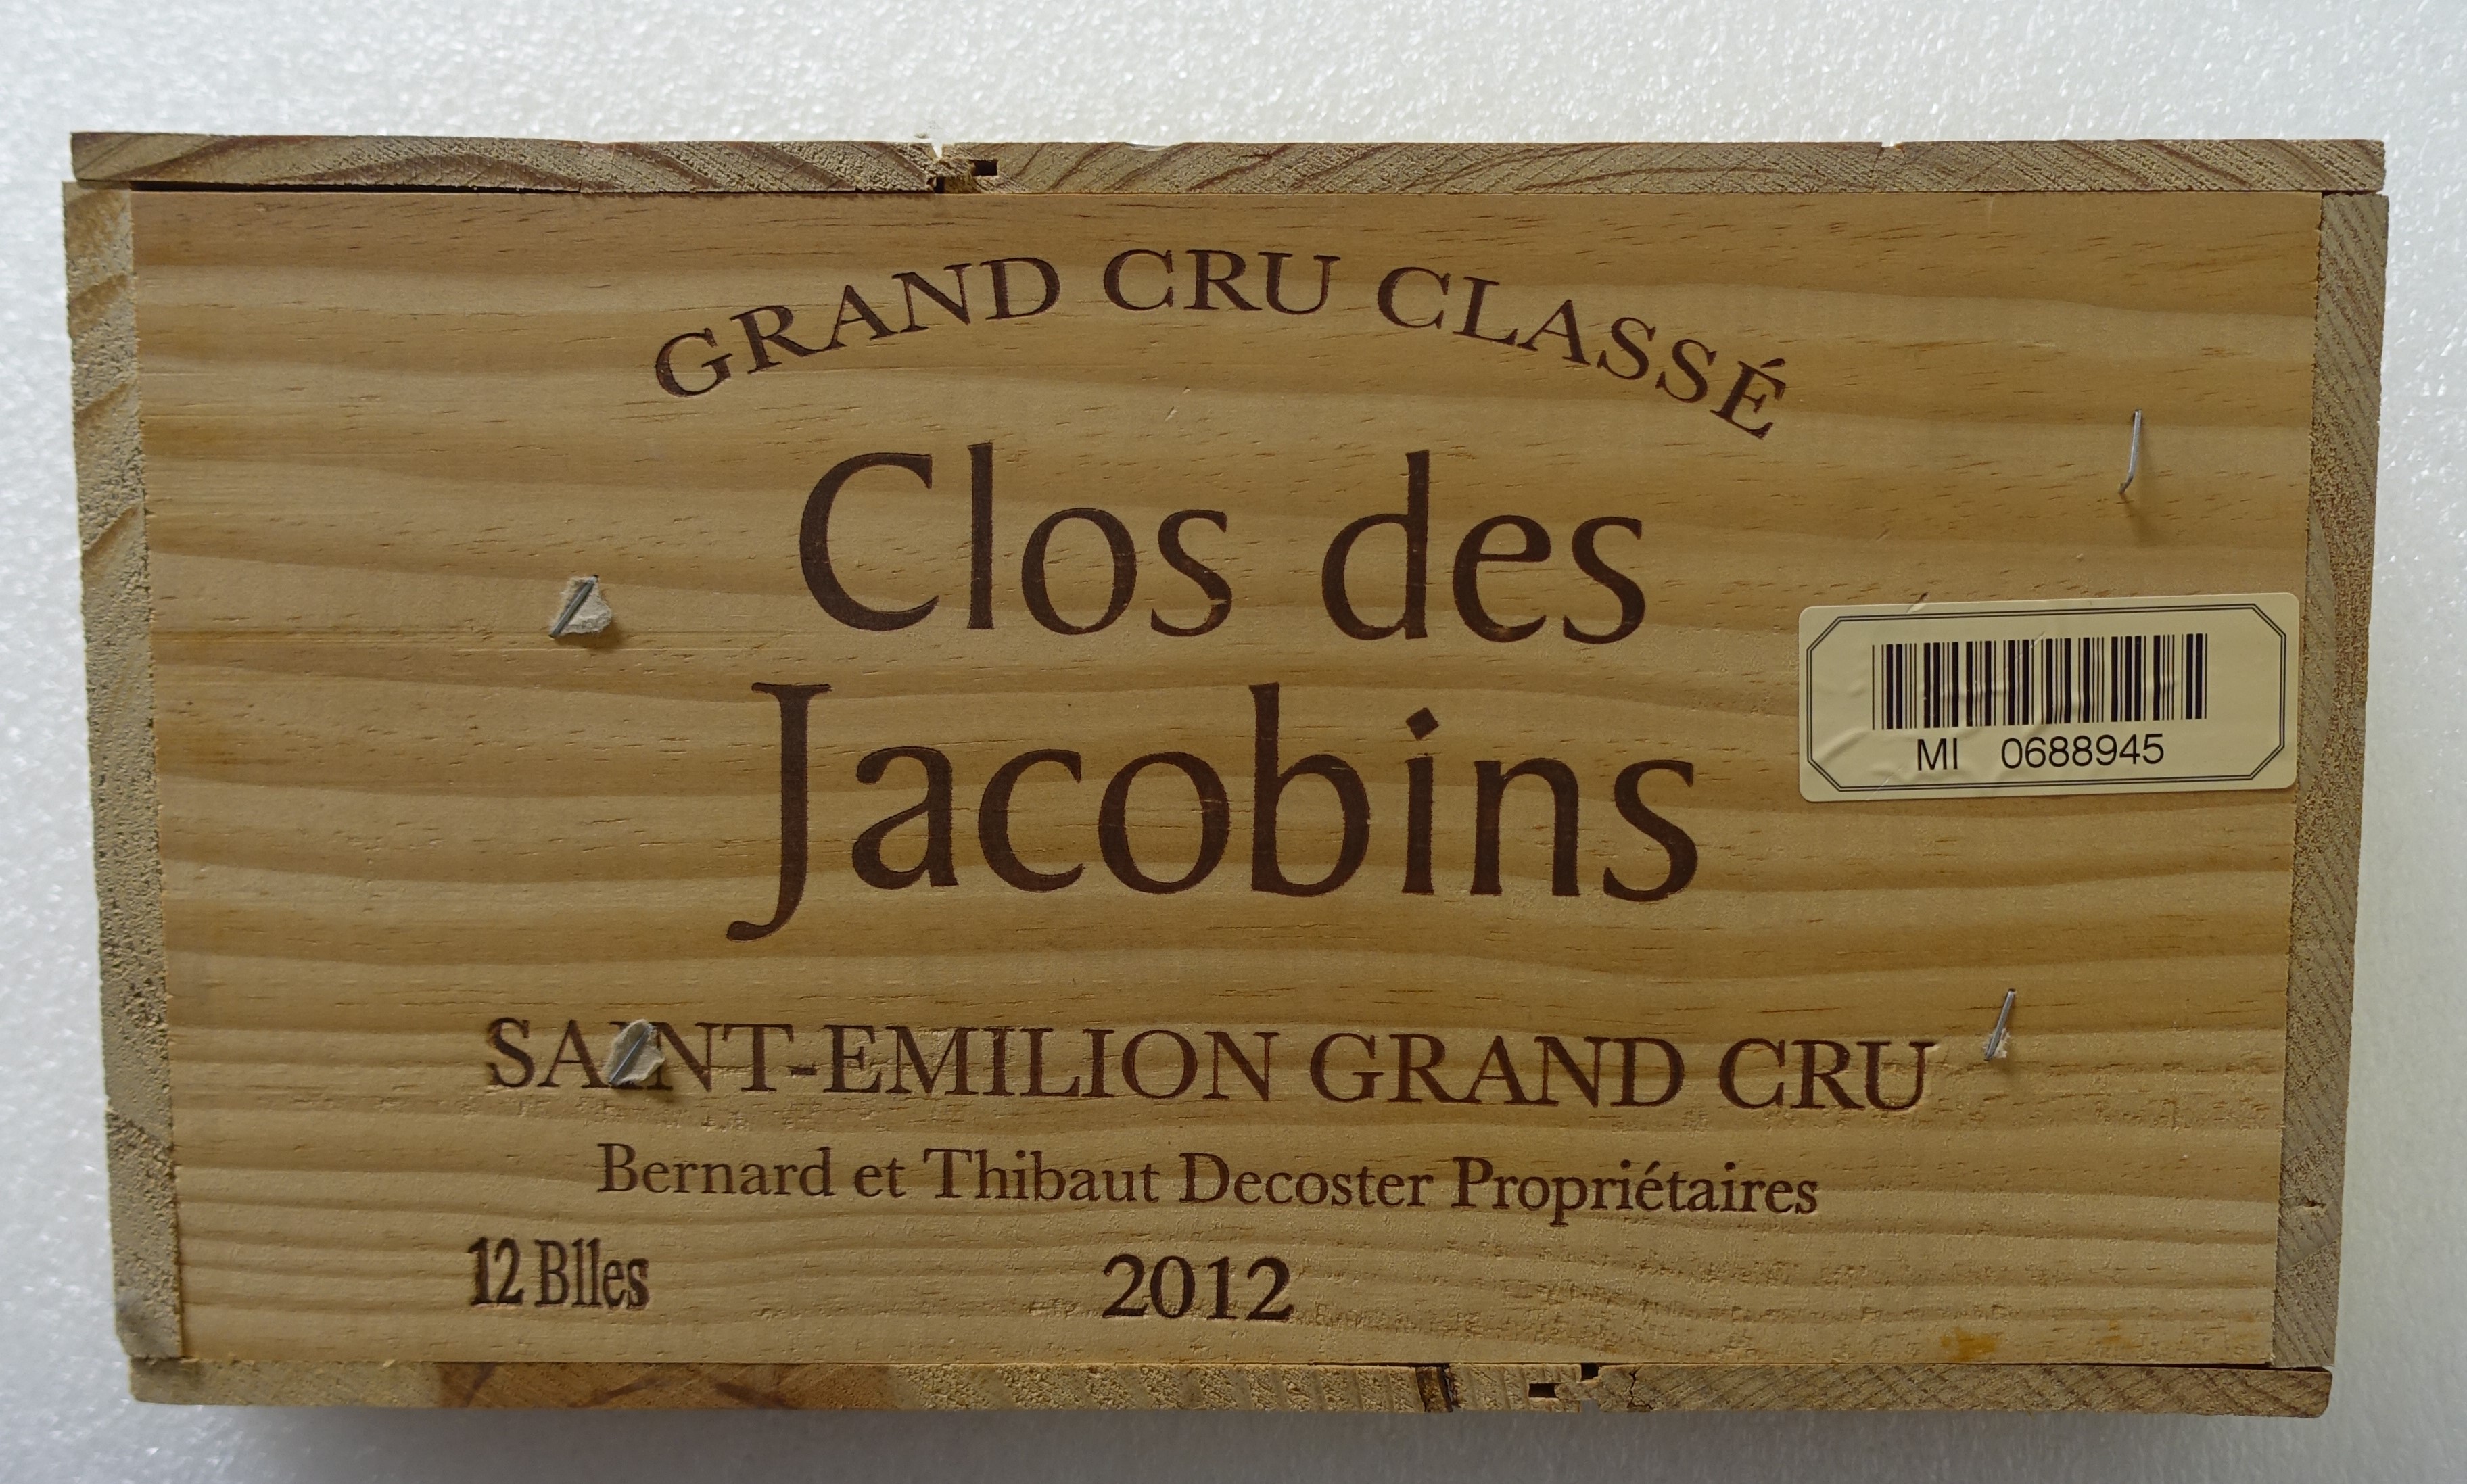 GRAND CRU CLASSÉ
Clos des
Jacobins
MI 0688945
SAINT-EMILION GRAND CRU
Bernard et Thibaut Decoster Propriétaires
12 Blles
2012